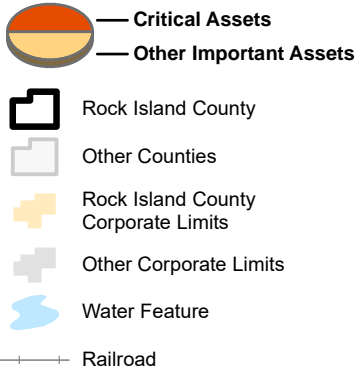 Critical Assets
Other Important Assets
Rock Island County
Other Counties
Rock Island County
Corporate Limits
Other Corporate Limits
Water Feature
Railroad